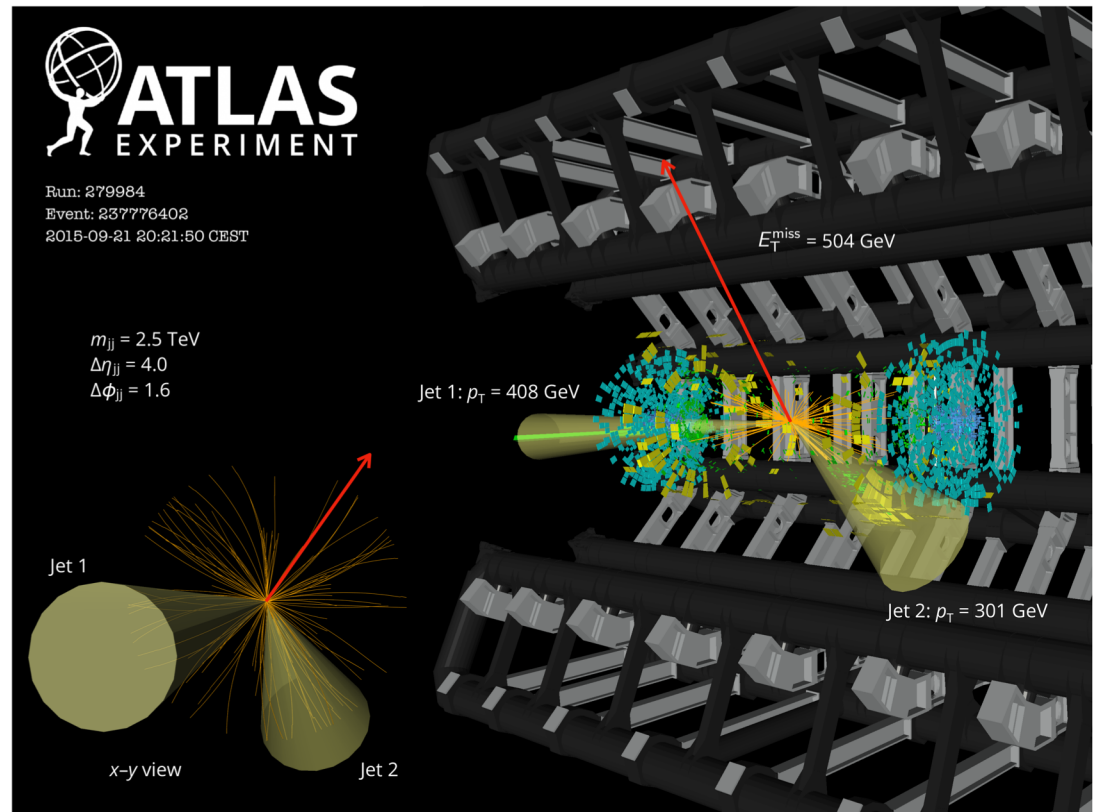 ATLAS
EXPERIMENT
Run: 279984
Event: 237776402
2015-09-21 20:21:50 CEST
E_T^miss = 504 GeV
m_jj = 2.5 TeV
Δη_jj = 4.0
Δϕ_jj = 1.6
Jet 1: p_T = 408 GeV
Jet 2: p_T = 301 GeV
Jet 1
x–y view
Jet 2